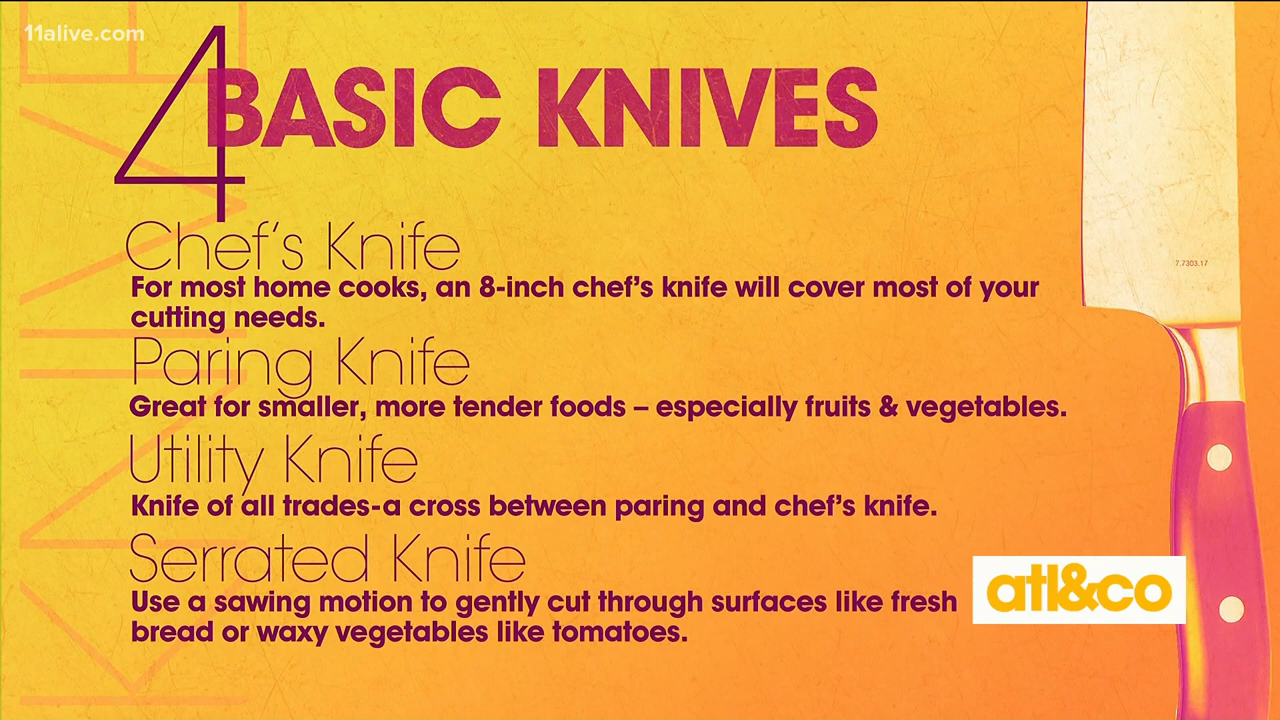 11alive.com
4
BASIC KNIVES
Chef's Knife
For most home cooks, an 8-inch chef's knife will cover most of your
cutting needs.
Paring Knife
Great for smaller, more tender foods – especially fruits & vegetables.
Utility Knife
Knife of all trades-a cross between paring and chef's knife.
Serrated Knife
Use a sawing motion to gently cut through surfaces like fresh
bread or waxy vegetables like tomatoes.
7.7303.17
atl&co